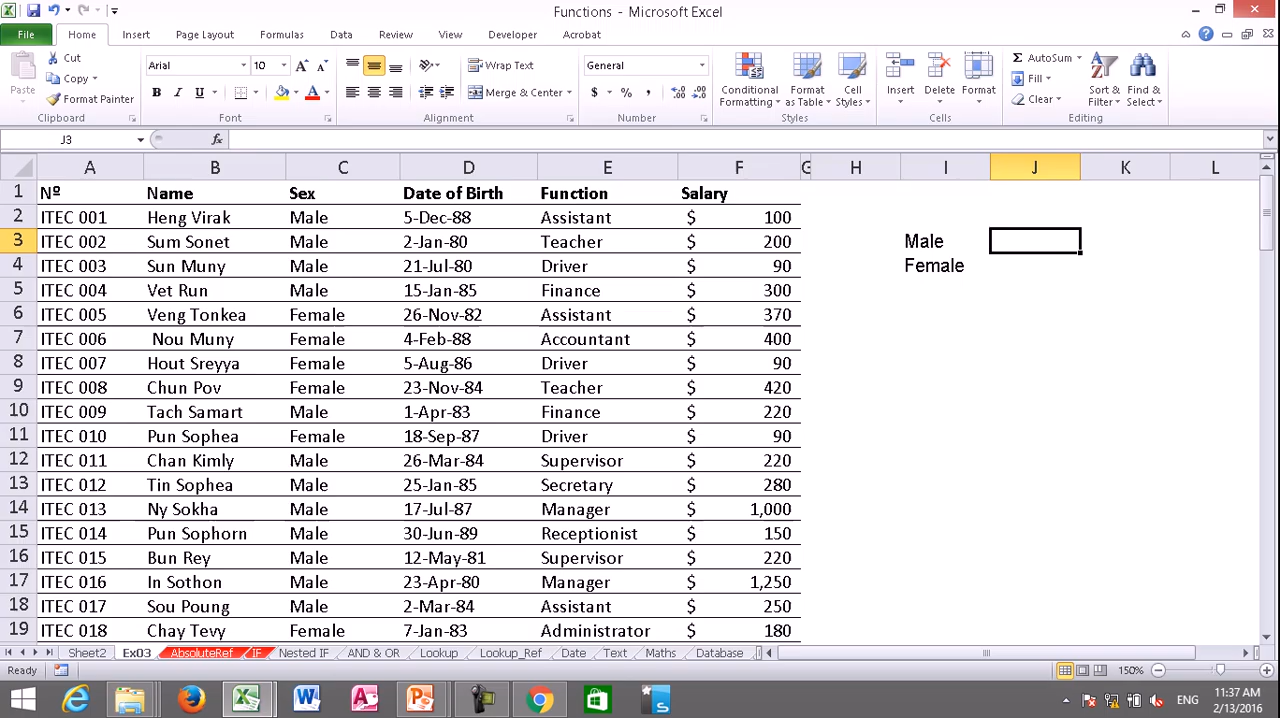 Functions - Microsoft Excel
File Home Insert Page Layout Formulas Data Review View Developer Acrobat
Paste
Cut
Copy
Format Painter
Clipboard
Arial 10
B I U
Font
Wrap Text
Merge & Center
Alignment
General
$ % ,
Number
Conditional Formatting
Format as Table
Cell Styles
Styles
Insert Delete Format
Cells
AutoSum
Fill
Clear
Sort & Filter
Find & Select
Editing
J3 fx
A B C D E F G H I J K L
1 Nº Name Sex Date of Birth Function Salary
2 ITEC 001 Heng Virak Male 5-Dec-88 Assistant $ 100
3 ITEC 002 Sum Sonet Male 2-Jan-80 Teacher $ 200 Male
4 ITEC 003 Sun Muny Male 21-Jul-80 Driver $ 90 Female
5 ITEC 004 Vet Run Male 15-Jan-85 Finance $ 300
6 ITEC 005 Veng Tonkea Female 26-Nov-82 Assistant $ 370
7 ITEC 006 Nou Muny Female 4-Feb-88 Accountant $ 400
8 ITEC 007 Hout Sreyya Female 5-Aug-86 Driver $ 90
9 ITEC 008 Chun Pov Female 23-Nov-84 Teacher $ 420
10 ITEC 009 Tach Samart Male 1-Apr-83 Finance $ 220
11 ITEC 010 Pun Sophea Female 18-Sep-87 Driver $ 90
12 ITEC 011 Chan Kimly Male 26-Mar-84 Supervisor $ 220
13 ITEC 012 Tin Sophea Male 25-Jan-85 Secretary $ 280
14 ITEC 013 Ny Sokha Male 17-Jul-87 Manager $ 1,000
15 ITEC 014 Pun Sophorn Male 30-Jun-89 Receptionist $ 150
16 ITEC 015 Bun Rey Male 12-May-81 Supervisor $ 220
17 ITEC 016 In Sothon Male 23-Apr-80 Manager $ 1,250
18 ITEC 017 Sou Poung Male 2-Mar-84 Assistant $ 250
19 ITEC 018 Chay Tevy Female 7-Jan-83 Administrator $ 180
Sheet2 Ex03 AbsoluteRef IF Nested IF AND & OR Lookup Lookup_Ref Date Text Maths Database
Ready 150%
ENG 11:37 AM
2/13/2016